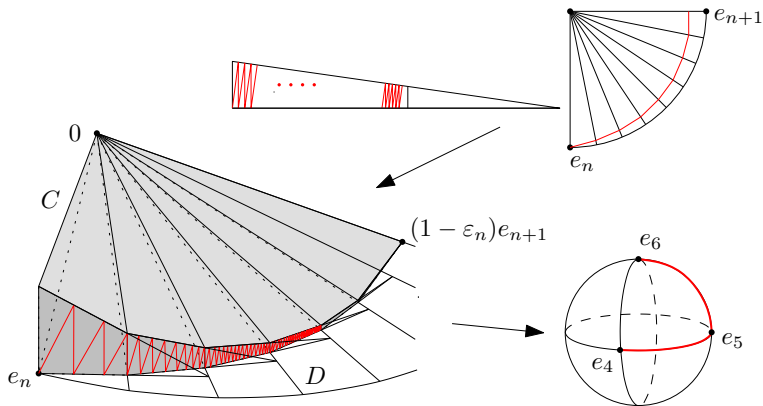 e_{n+1}
e_n
0
C
(1 − ε_n)e_{n+1}
e_6
e_5
e_4
e_n
D